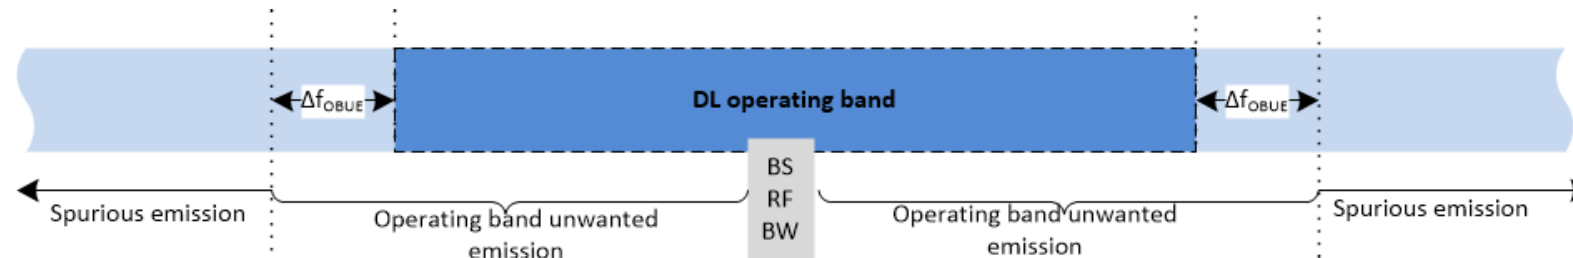 ΔfOBUE
DL operating band
ΔfOBUE
BS
RF
BW
Spurious emission
Operating band unwanted
emission
Operating band unwanted
emission
Spurious emission